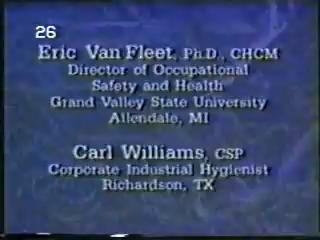 26
Eric Van Fleet, Ph.D., CHCM
Director of Occupational
Safety and Health
Grand Valley State University
Allendale, MI
Carl Williams, CSP
Corporate Industrial Hygienist
Richardson, TX